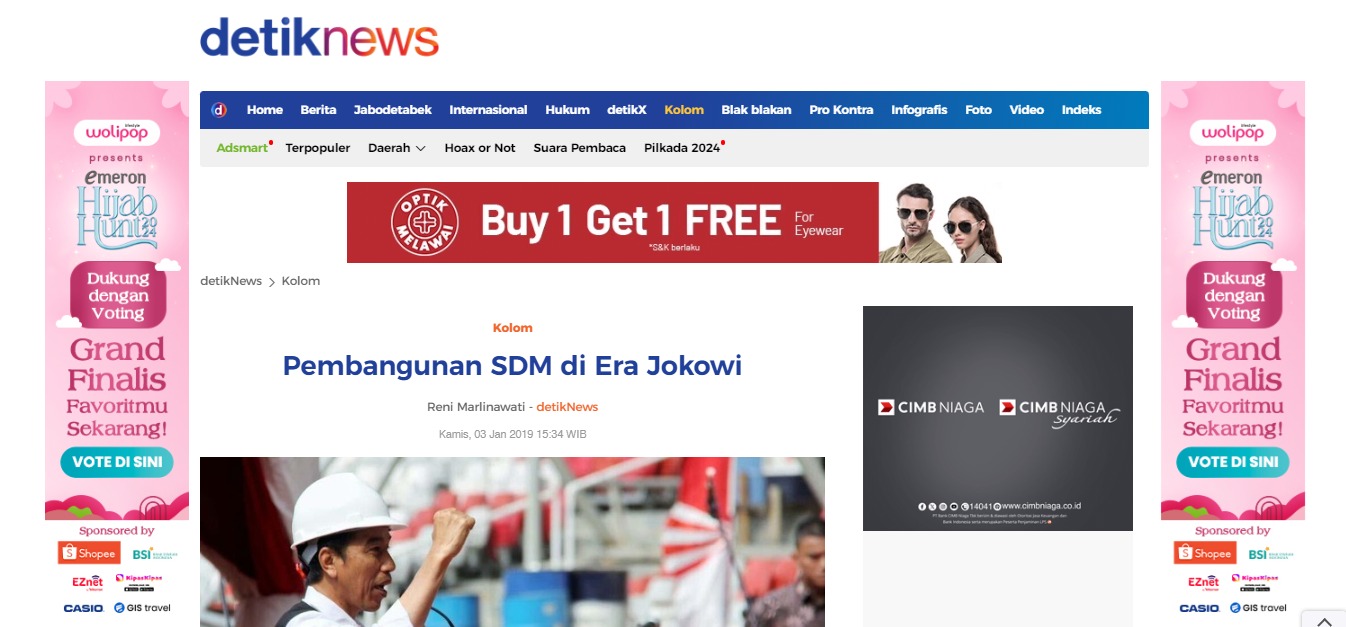 detiknews
Home Berita Jabodetabek Internasional Hukum detikX Kolom Blak blakan Pro Kontra Infografis Foto Video Indeks
Adsmart Terpopuler Daerah Hoax or Not Suara Pembaca Pilkada 2024
wolipop
lifestyle
presents
emeron
Hijab
Hunt
2024
Dukung
dengan
Voting
Grand
Finalis
Favoritmu
Sekarang!
VOTE DI SINI
Sponsored by
Shopee
BSI
EZnet
KipasKipas
CASIO GIS travel
OPTIK MELAWAI
Buy 1 Get 1 FREE
For
Eyewear
*S&K berlaku
detikNews > Kolom
Kolom
Pembangunan SDM di Era Jokowi
Reni Marlinawati - detikNews
Kamis, 03 Jan 2019 15:34 WIB
CIMB NIAGA CIMB NIAGA
syariah
14041 www.cimbniaga.co.id
wolipop
lifestyle
presents
emeron
Hijab
Hunt
2024
Dukung
dengan
Voting
Grand
Finalis
Favoritmu
Sekarang!
VOTE DI SINI
Sponsored by
Shopee
BSI
EZnet
KipasKipas
CASIO GIS travel